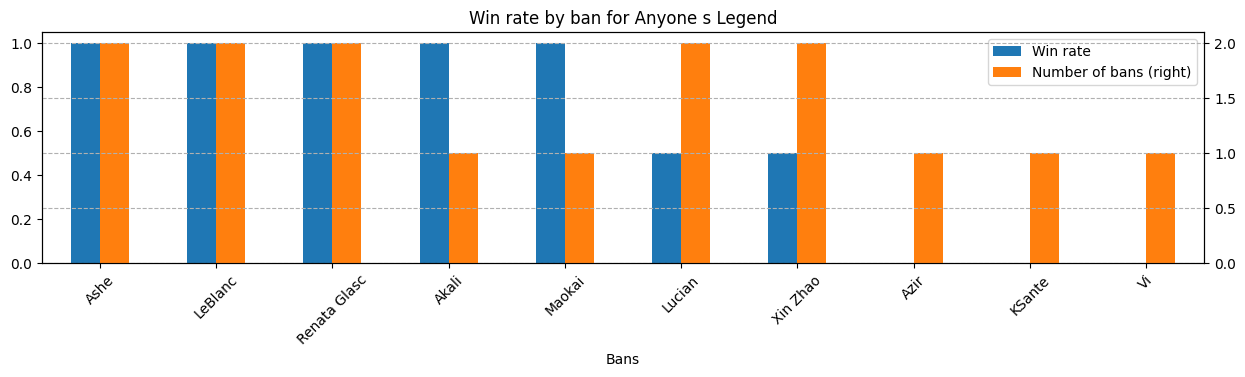 Win rate by ban for Anyone s Legend
1.0
0.8
0.6
0.4
0.2
0.0
2.0
1.5
1.0
0.5
0.0
Win rate
Number of bans (right)
Ashe
LeBlanc
Renata Glasc
Akali
Maokai
Lucian
Xin Zhao
Azir
KSante
Vi
Bans